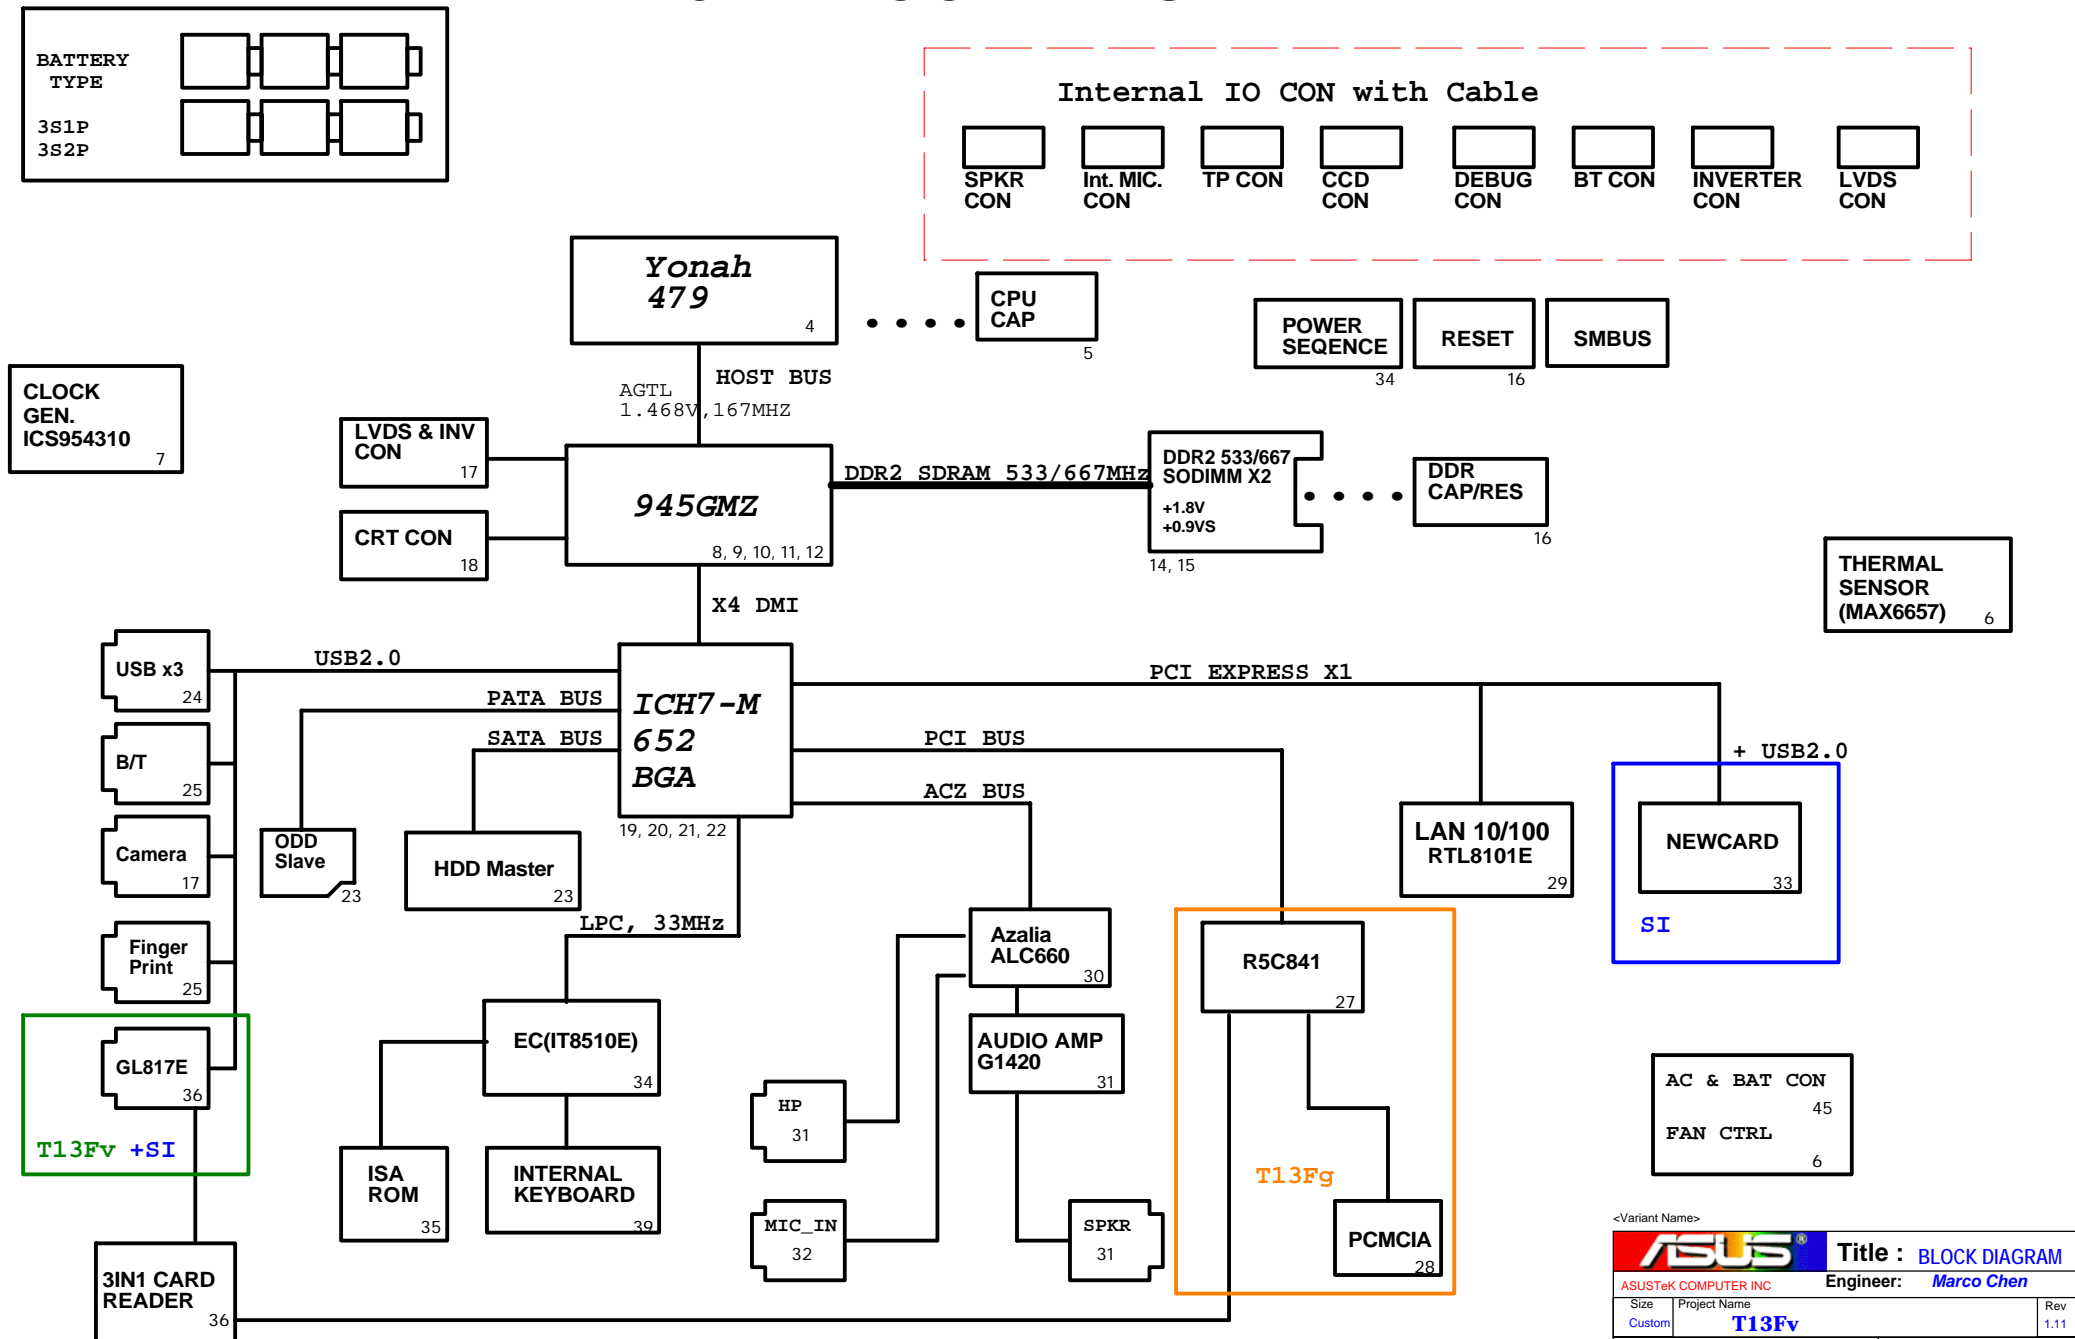 BATTERY
TYPE
3S1P
3S2P
Internal IO CON with Cable
SPKR
CON
Int. MIC.
CON
TP CON
CCD
CON
DEBUG
CON
BT CON
INVERTER
CON
LVDS
CON
Yonah
479
4
CPU
CAP
5
POWER
SEQENCE
34
RESET
16
SMBUS
CLOCK
GEN.
ICS954310
7
HOST BUS
AGTL
1.468V,167MHZ
LVDS & INV
CON
17
945GMZ
8, 9, 10, 11, 12
CRT CON
18
DDR2 SDRAM 533/667MHz
DDR2 533/667
SODIMM X2
+1.8V
+0.9VS
14, 15
DDR
CAP/RES
16
THERMAL
SENSOR
(MAX6657)
6
X4 DMI
USB x3
24
USB2.0
PATA BUS
SATA BUS
ICH7-M
652
BGA
19, 20, 21, 22
PCI EXPRESS X1
PCI BUS
ACZ BUS
+ USB2.0
B/T
25
Camera
17
ODD
Slave
23
HDD Master
23
LAN 10/100
RTL8101E
29
NEWCARD
33
SI
LPC, 33MHz
Finger
Print
25
Azalia
ALC660
30
R5C841
27
GL817E
36
T13Fv +SI
EC(IT8510E)
34
AUDIO AMP
G1420
31
HP
31
AC & BAT CON
45
FAN CTRL
6
ISA
ROM
35
INTERNAL
KEYBOARD
39
MIC_IN
32
SPKR
31
T13Fg
PCMCIA
28
3IN1 CARD
READER
36
<Variant Name>
ASUS®
Title : BLOCK DIAGRAM
ASUSTeK COMPUTER INC
Engineer: Marco Chen
Size
Custom
Project Name
T13Fv
Rev
1.11